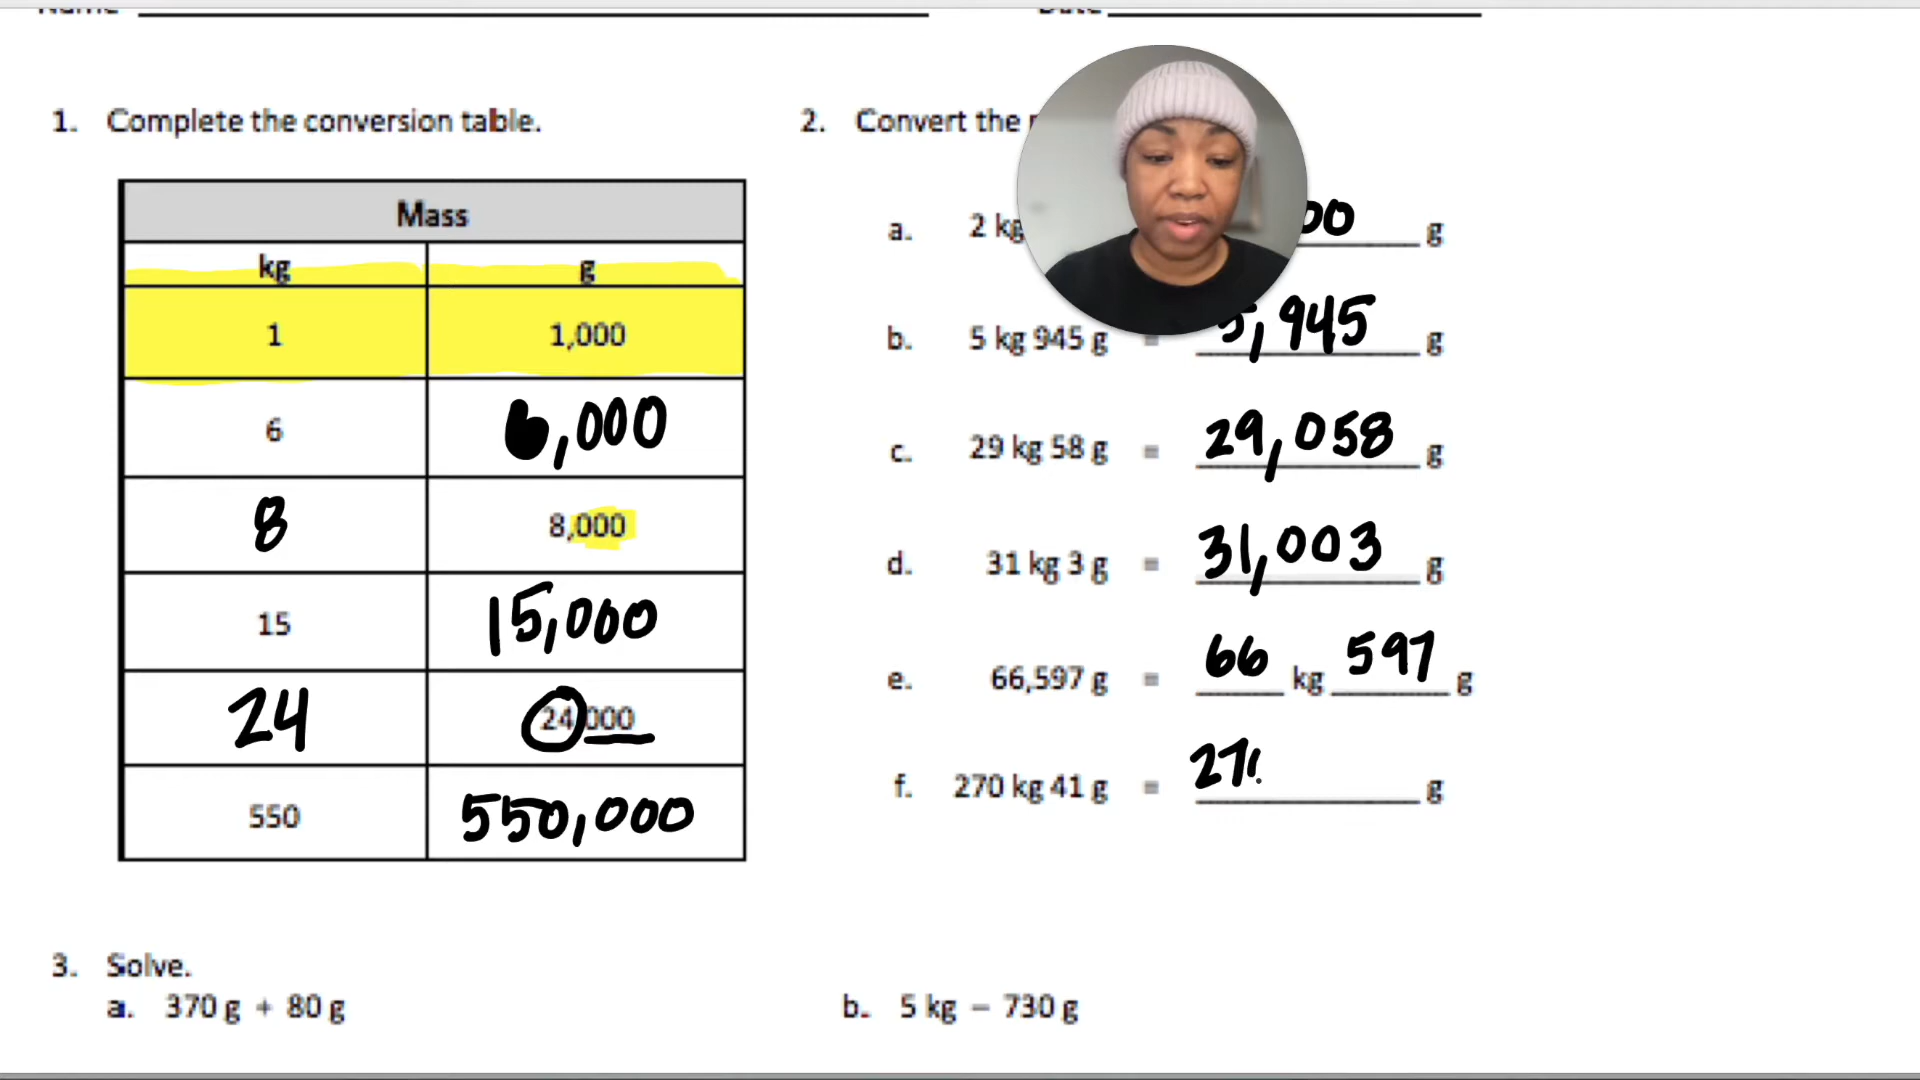 1. Complete the conversion table.
Mass
kg g
1 1,000
6 6,000
8 8,000
15 15,000
24 24,000
550 550,000
2. Convert the
a. 2 kg g
b. 5 kg 945 g = 5,945 g
c. 29 kg 58 g = 29,058 g
d. 31 kg 3 g = 31,003 g
e. 66,597 g = 66 kg 597 g
f. 270 kg 41 g = 27 g
3. Solve.
a. 370 g + 80 g
b. 5 kg − 730 g